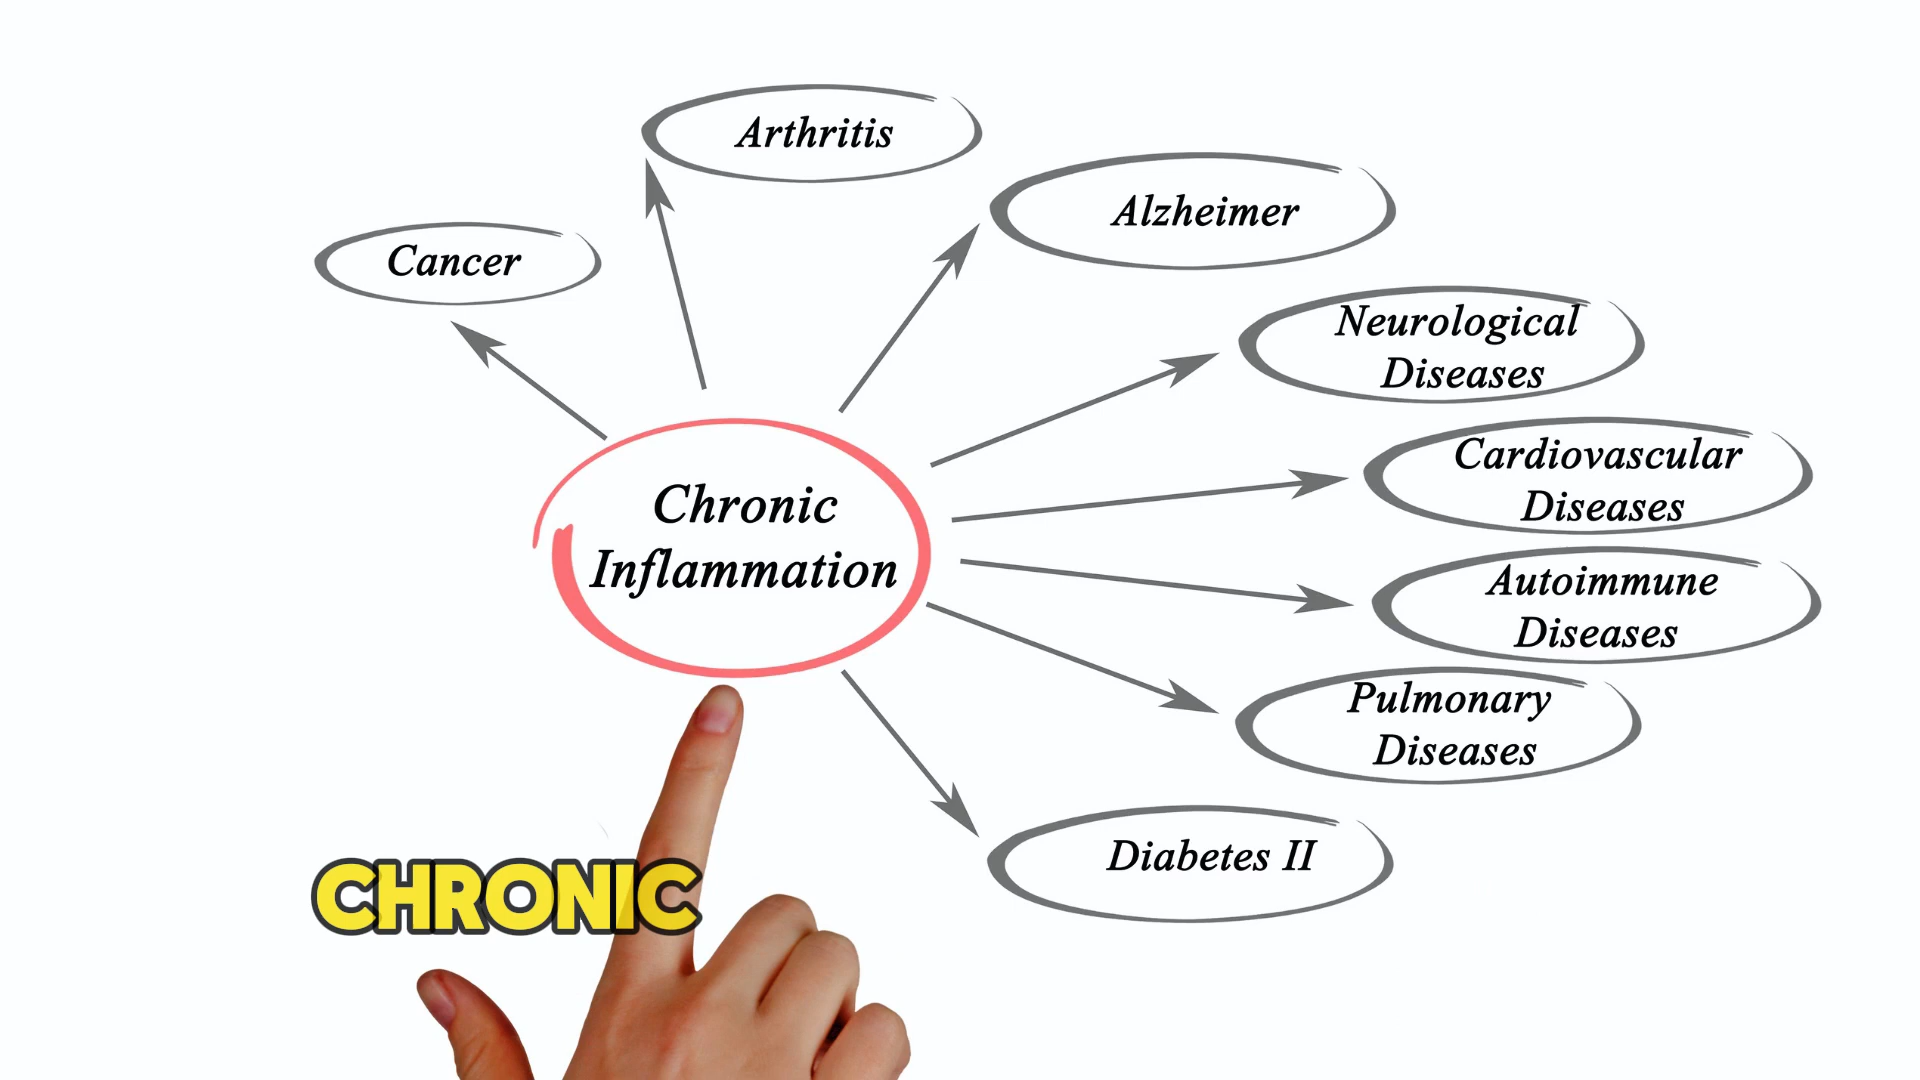 Arthritis
Alzheimer
Cancer
Neurological
Diseases
Cardiovascular
Diseases
Chronic
Inflammation
Autoimmune
Diseases
Pulmonary
Diseases
Diabetes II
CHRONIC